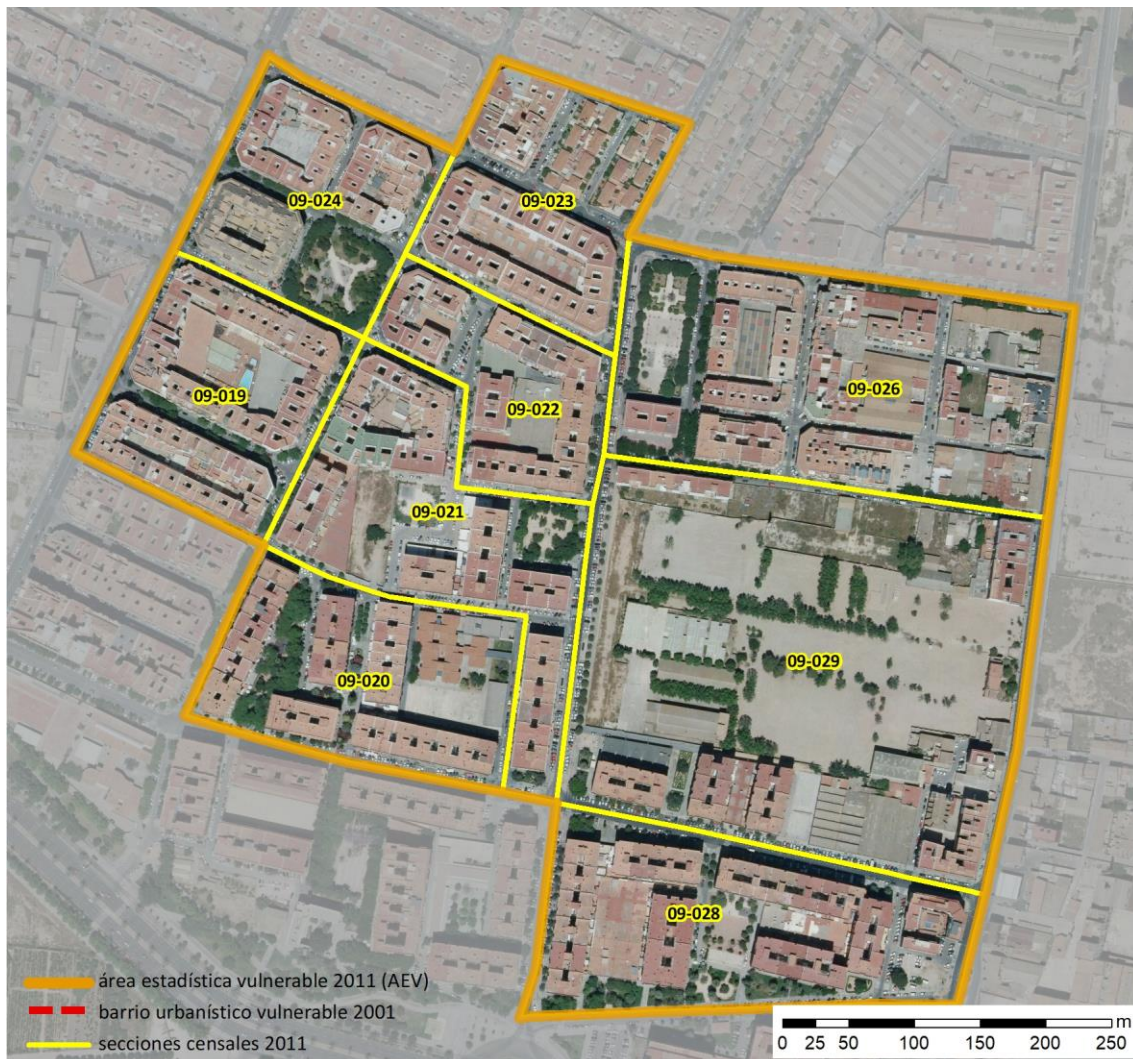 09-024
09-023
09-026
09-019
09-022
09-021
09-029
09-020
09-028
área estadística vulnerable 2011 (AEV)
barrio urbanístico vulnerable 2001
secciones censales 2011
m
0 25 50 100 150 200 250